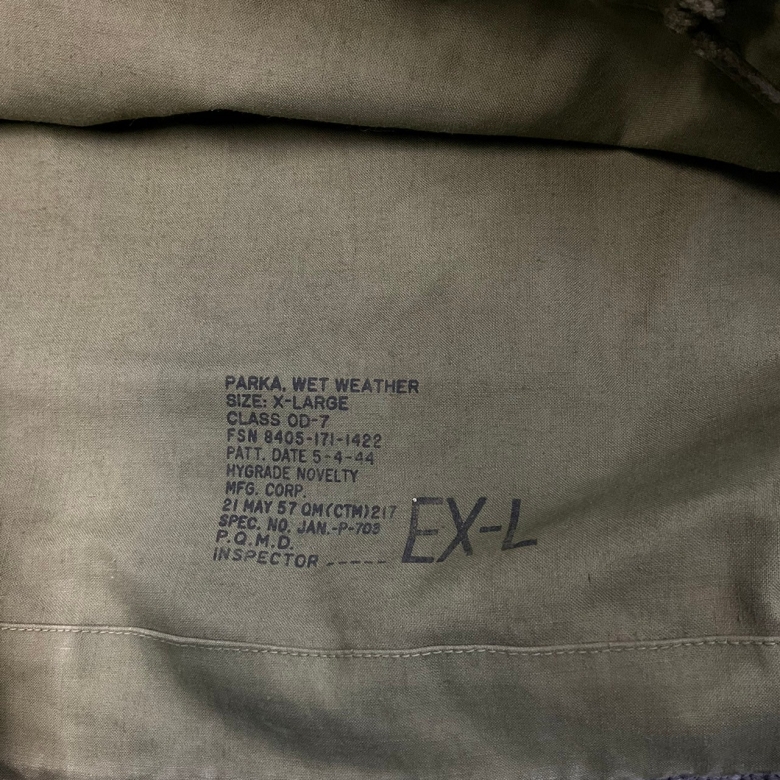 PARKA, WET WEATHER
SIZE: X-LARGE
CLASS OD-7
FSN 8405-171-1422
PATT. DATE 5-4-44
HYGRADE NOVELTY
MFG. CORP.
21 MAY 57 QM(CTM)217
SPEC. NO. JAN.-P-703
P.Q.M.D.
INSPECTOR -----
EX-L